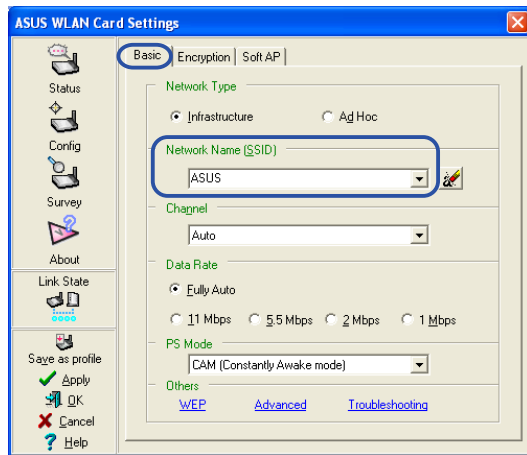 ASUS WLAN Card Settings
Status
Config
Survey
About
Link State
Save as profile
Apply
OK
Cancel
Help
Basic Encryption Soft AP
Network Type
Infrastructure Ad Hoc
Network Name (SSID)
ASUS
Channel
Auto
Data Rate
Fully Auto
11 Mbps 5.5 Mbps 2 Mbps 1 Mbps
PS Mode
CAM (Constantly Awake mode)
Others
WEP Advanced Troubleshooting